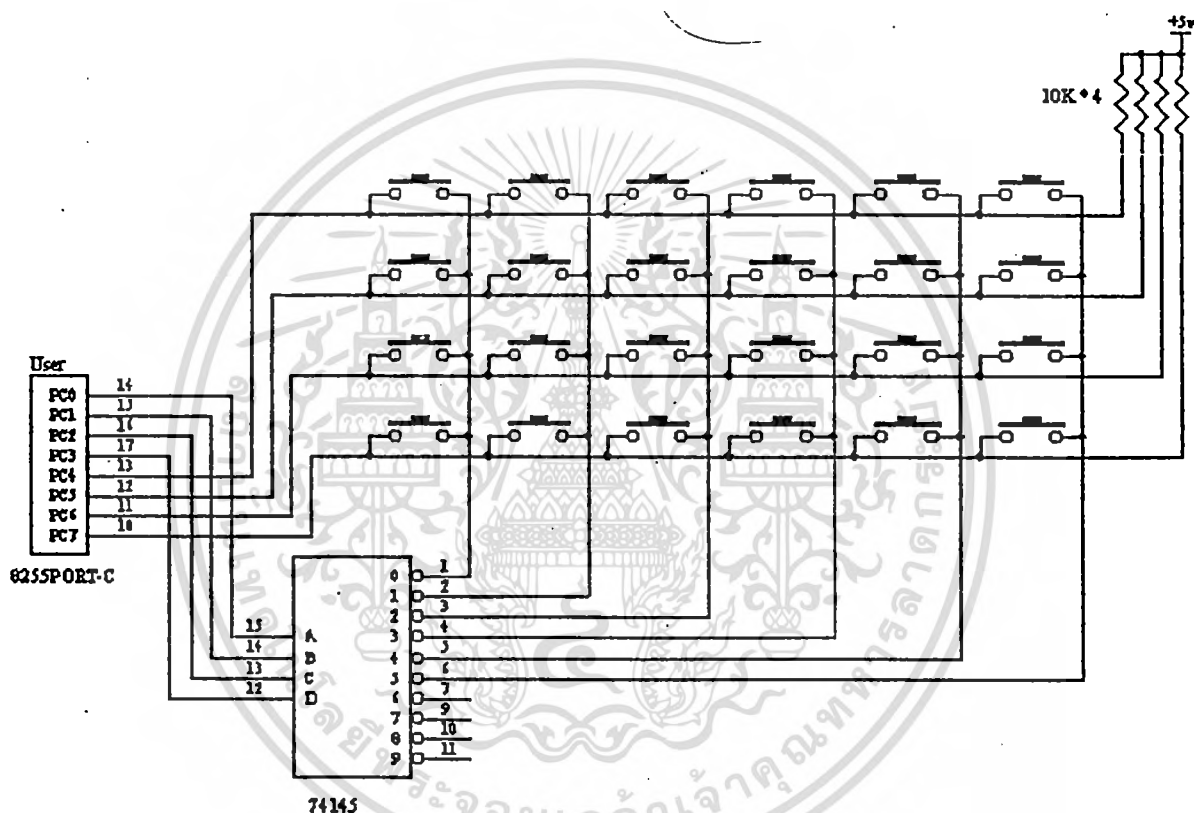 +5v
10K*4
User
PC0 14
PC1 15
PC2 16
PC3 17
PC4 13
PC5 12
PC6 11
PC7 10
8255PORT-C
15 A
14 B
13 C
12 D
0 1
1 2
2 3
3 4
4 5
5 6
6 7
7 9
8 10
9 11
74145